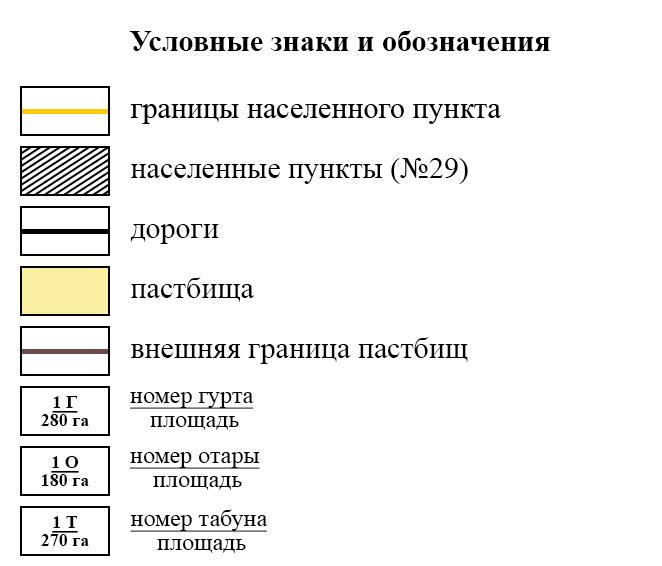 Условные знаки и обозначения
границы населенного пункта
населенные пункты (№29)
дороги
пастбища
внешняя граница пастбищ
1 Г
280 га
номер гурта
площадь
1 О
180 га
номер отары
площадь
1 Т
270 га
номер табуна
площадь